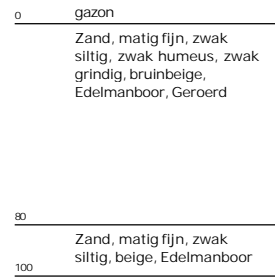 0 gazon
Zand, matig fijn, zwak
siltig, zwak humeus, zwak
grindig, bruinbeige,
Edelmanboor, Geroerd
80
Zand, matig fijn, zwak
siltig, beige, Edelmanboor
100